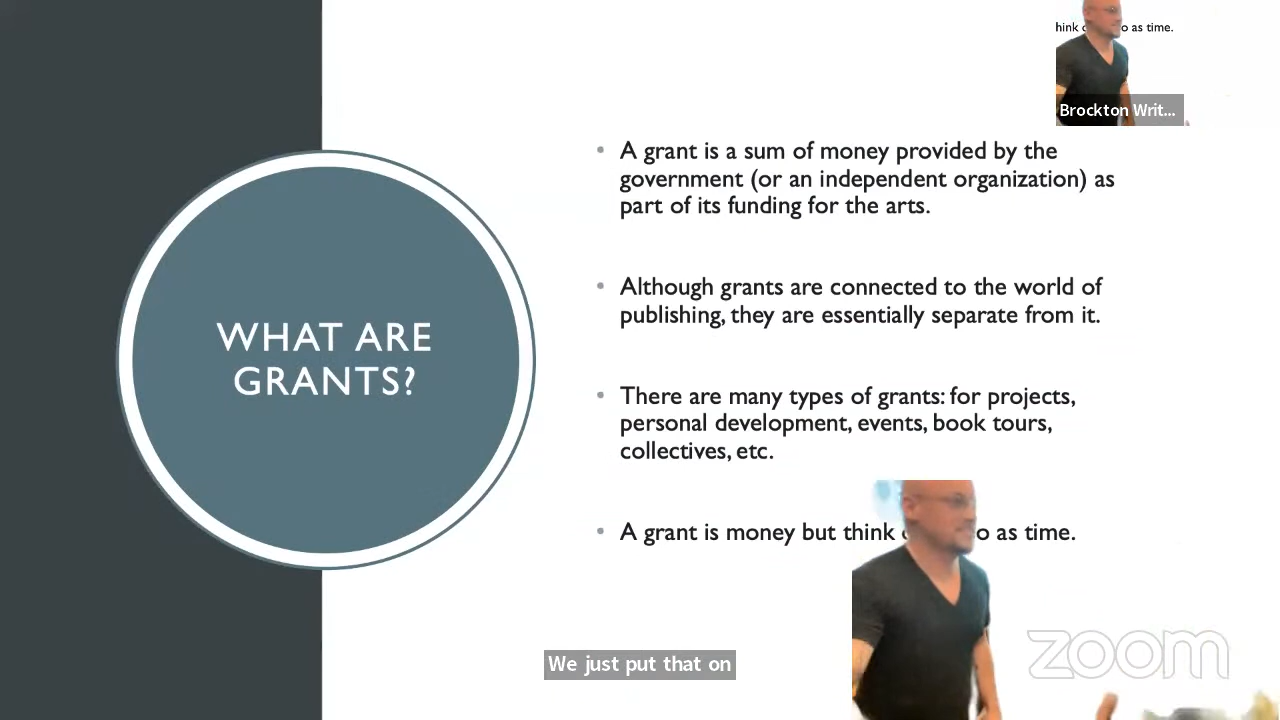 hink o as time.
Brockton Writ...
WHAT ARE
GRANTS?
• A grant is a sum of money provided by the
government (or an independent organization) as
part of its funding for the arts.
• Although grants are connected to the world of
publishing, they are essentially separate from it.
• There are many types of grants: for projects,
personal development, events, book tours,
collectives, etc.
• A grant is money but think o as time.
We just put that on
zoom